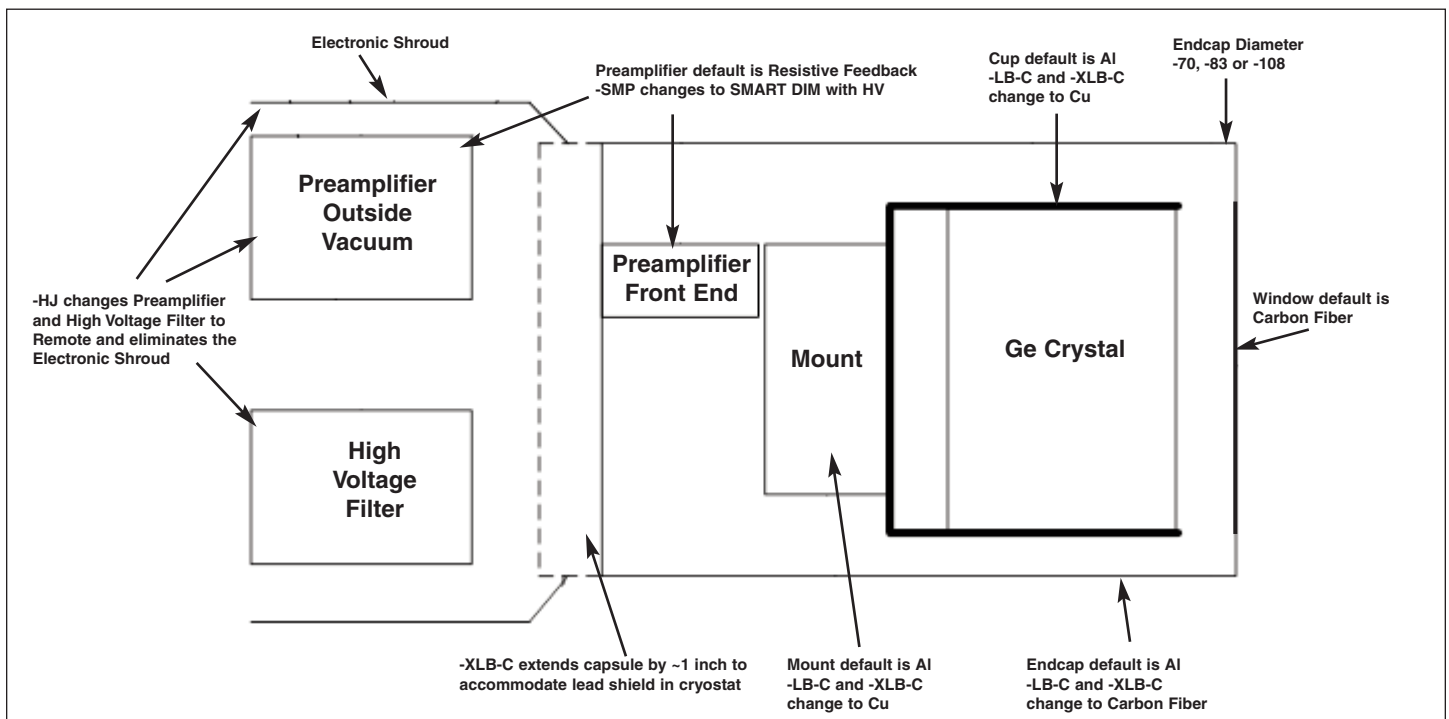 Electronic Shroud
Preamplifier default is Resistive Feedback
-SMP changes to SMART DIM with HV
Cup default is Al
-LB-C and -XLB-C
change to Cu
Endcap Diameter
-70, -83 or -108
Preamplifier
Outside
Vacuum
Preamplifier
Front End
-HJ changes Preamplifier
and High Voltage Filter to
Remote and eliminates the
Electronic Shroud
Mount
Ge Crystal
Window default is
Carbon Fiber
High
Voltage
Filter
-XLB-C extends capsule by ~1 inch to
accommodate lead shield in cryostat
Mount default is Al
-LB-C and -XLB-C
change to Cu
Endcap default is Al
-LB-C and -XLB-C
change to Carbon Fiber